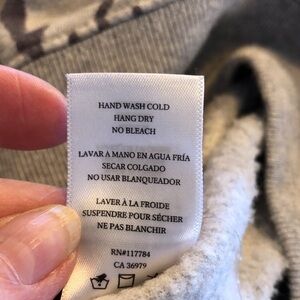 HAND WASH COLD
HANG DRY
NO BLEACH
LAVAR A MANO EN AGUA FRÍA
SECAR COLGADO
NO USAR BLANQUEADOR
LAVER À LA FROIDE
SUSPENDRE POUR SÉCHER
NE PAS BLANCHIR
RN#117784
CA 36979